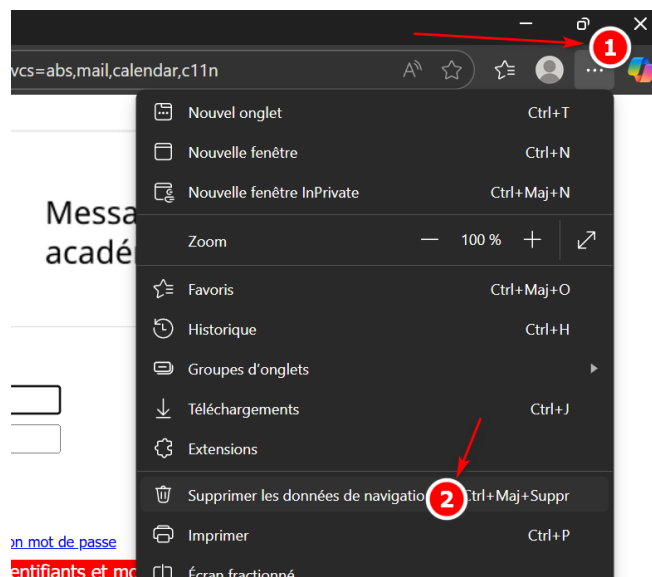 1
vcs=abs,mail,calendar,c11n
Nouvel onglet Ctrl+T
Nouvelle fenêtre Ctrl+N
Nouvelle fenêtre InPrivate Ctrl+Maj+N
Messa
acadé
Zoom — 100 % +
Favoris Ctrl+Maj+O
Historique Ctrl+H
Groupes d'onglets
Téléchargements Ctrl+J
Extensions
Supprimer les données de navigatio 2 Ctrl+Maj+Suppr
Imprimer Ctrl+P
on mot de passe
entifiants et mo
Écran fractionné